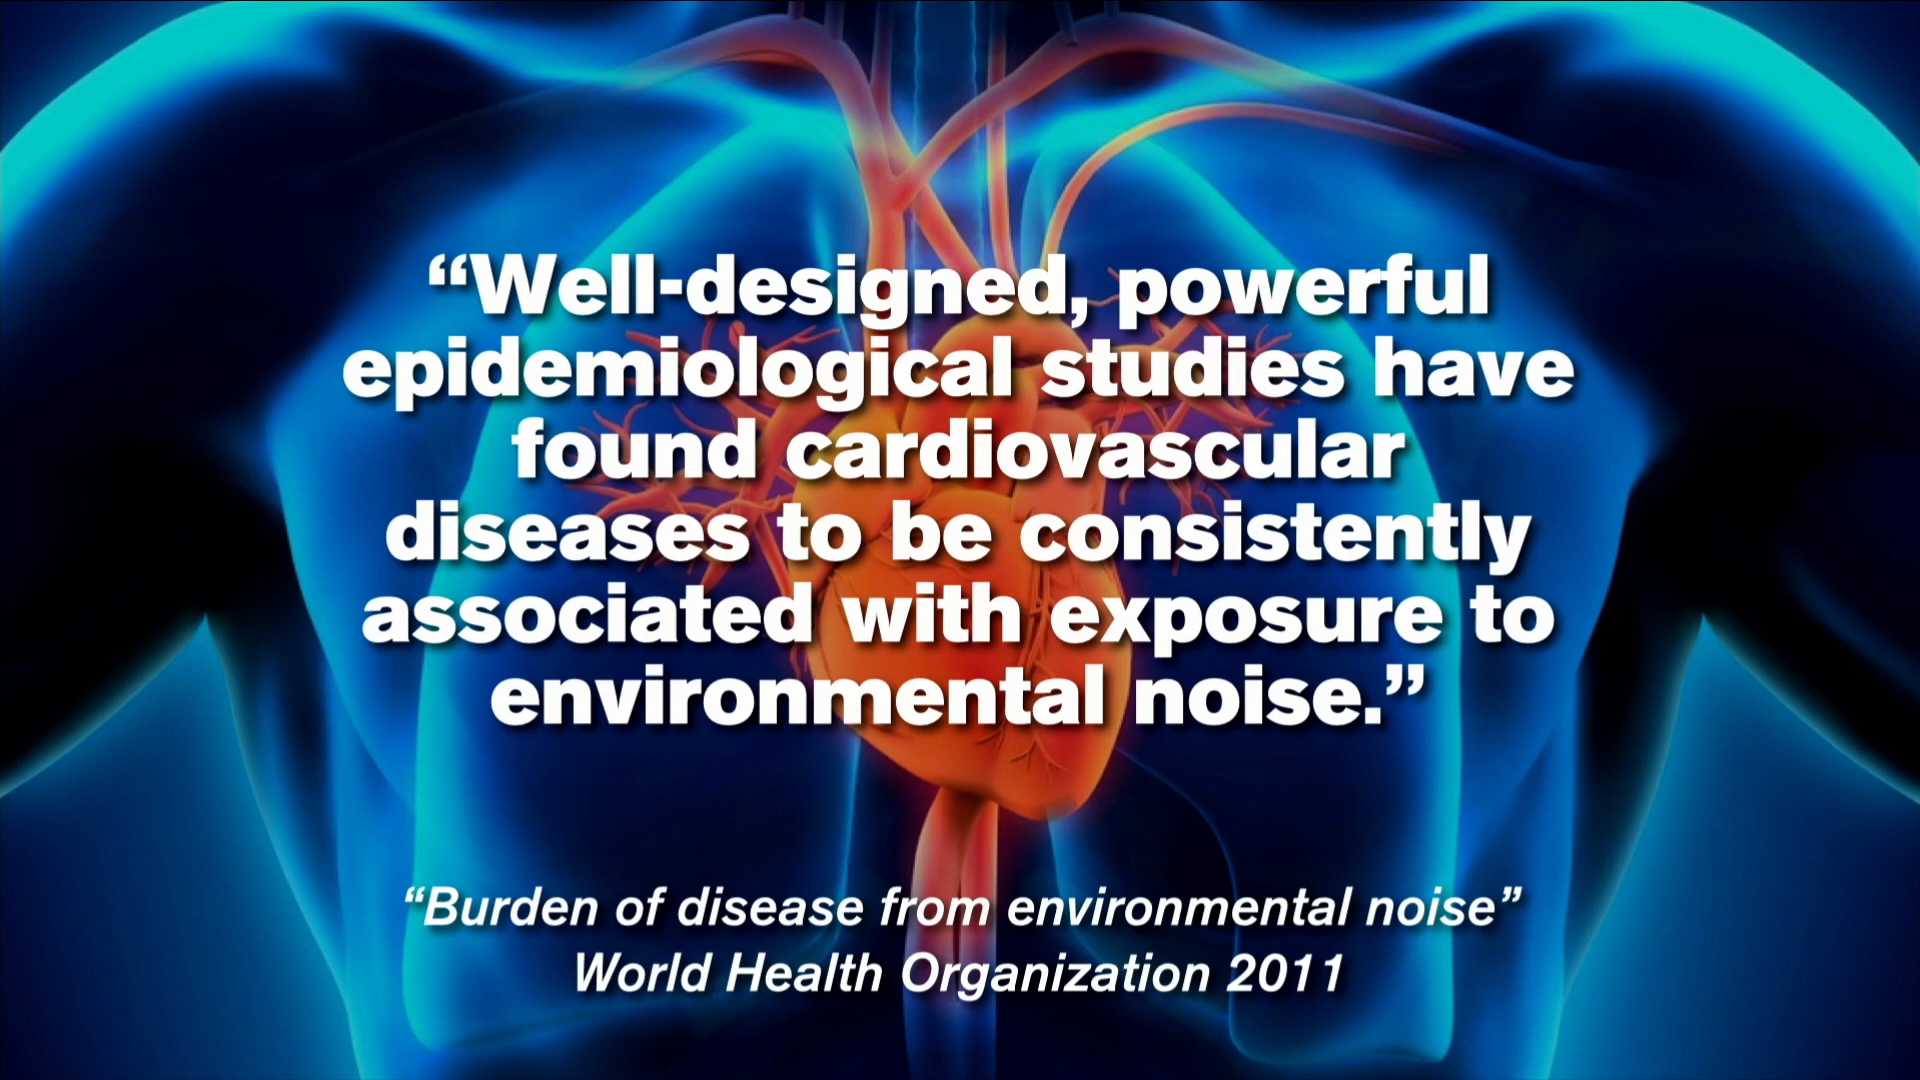 “Well-designed, powerful
epidemiological studies have
found cardiovascular
diseases to be consistently
associated with exposure to
environmental noise.”
“Burden of disease from environmental noise”
World Health Organization 2011